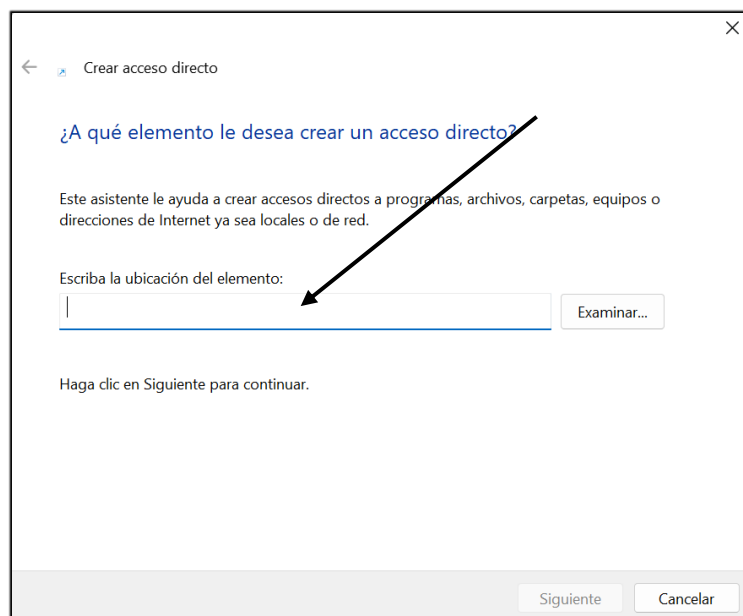 Crear acceso directo
¿A qué elemento le desea crear un acceso directo?
Este asistente le ayuda a crear accesos directos a programas, archivos, carpetas, equipos o
direcciones de Internet ya sea locales o de red.
Escriba la ubicación del elemento:
Examinar...
Haga clic en Siguiente para continuar.
Siguiente
Cancelar